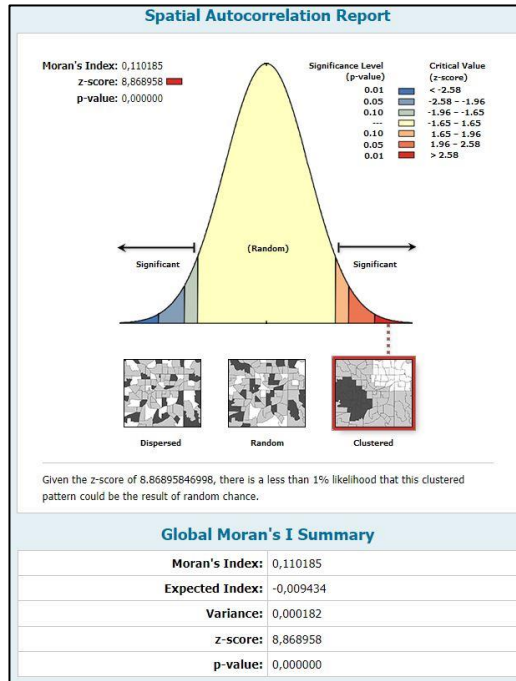 Spatial Autocorrelation Report
Moran's Index: 0,110185
z-score: 8,868958
p-value: 0,000000
Significance Level (p-value)
Critical Value (z-score)
0.01 < -2.58
0.05 -2.58 – -1.96
0.10 -1.96 – -1.65
--- -1.65 – 1.65
0.10 1.65 – 1.96
0.05 1.96 – 2.58
0.01 > 2.58
(Random)
Significant
Significant
Dispersed
Random
Clustered
Given the z-score of 8.86895846998, there is a less than 1% likelihood that this clustered
pattern could be the result of random chance.
Global Moran's I Summary
Moran's Index: 0,110185
Expected Index: -0,009434
Variance: 0,000182
z-score: 8,868958
p-value: 0,000000